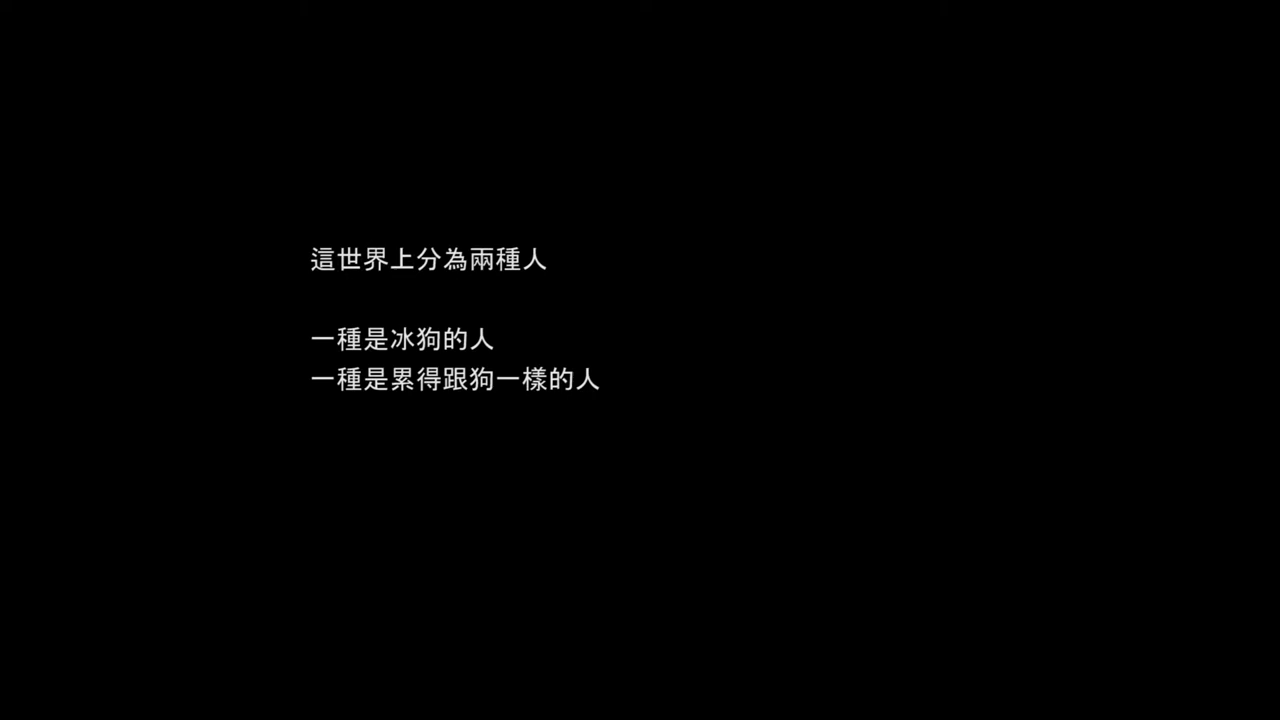 這世界上分為兩種人
一種是冰狗的人
一種是累得跟狗一樣的人